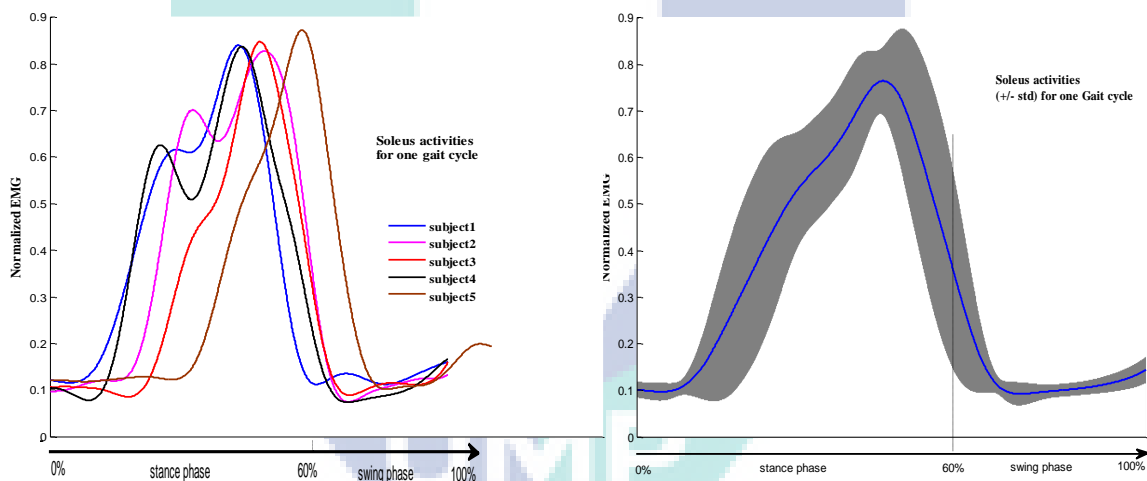 0.9
0.8
0.7
0.6
0.5
0.4
0.3
0.2
0.1
0
Normalized EMG
Soleus activities
for one gait cycle
subject1
subject2
subject3
subject4
subject5
0%
stance phase
60%
swing phase
100%
0.9
0.8
0.7
0.6
0.5
0.4
0.3
0.2
0.1
0
Normalized EMG
Soleus activities
(+/- std) for one Gait cycle
0%
stance phase
60%
swing phase
100%